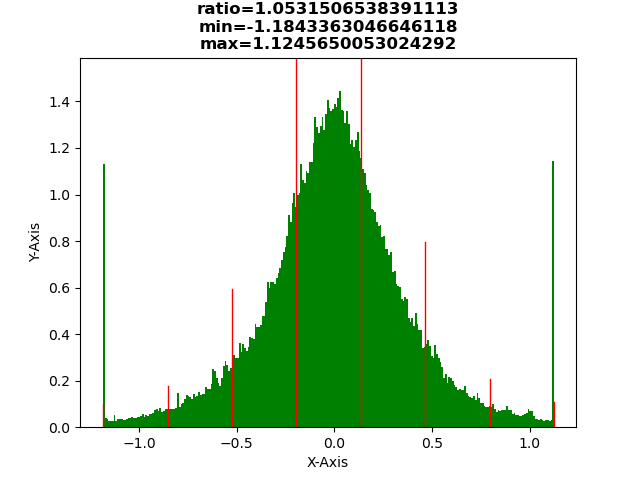 ratio=1.0531506538391113
min=-1.1843363046646118
max=1.1245650053024292
1.4
1.2
1.0
0.8
0.6
0.4
0.2
0.0
Y-Axis
−1.0 −0.5 0.0 0.5 1.0
X-Axis